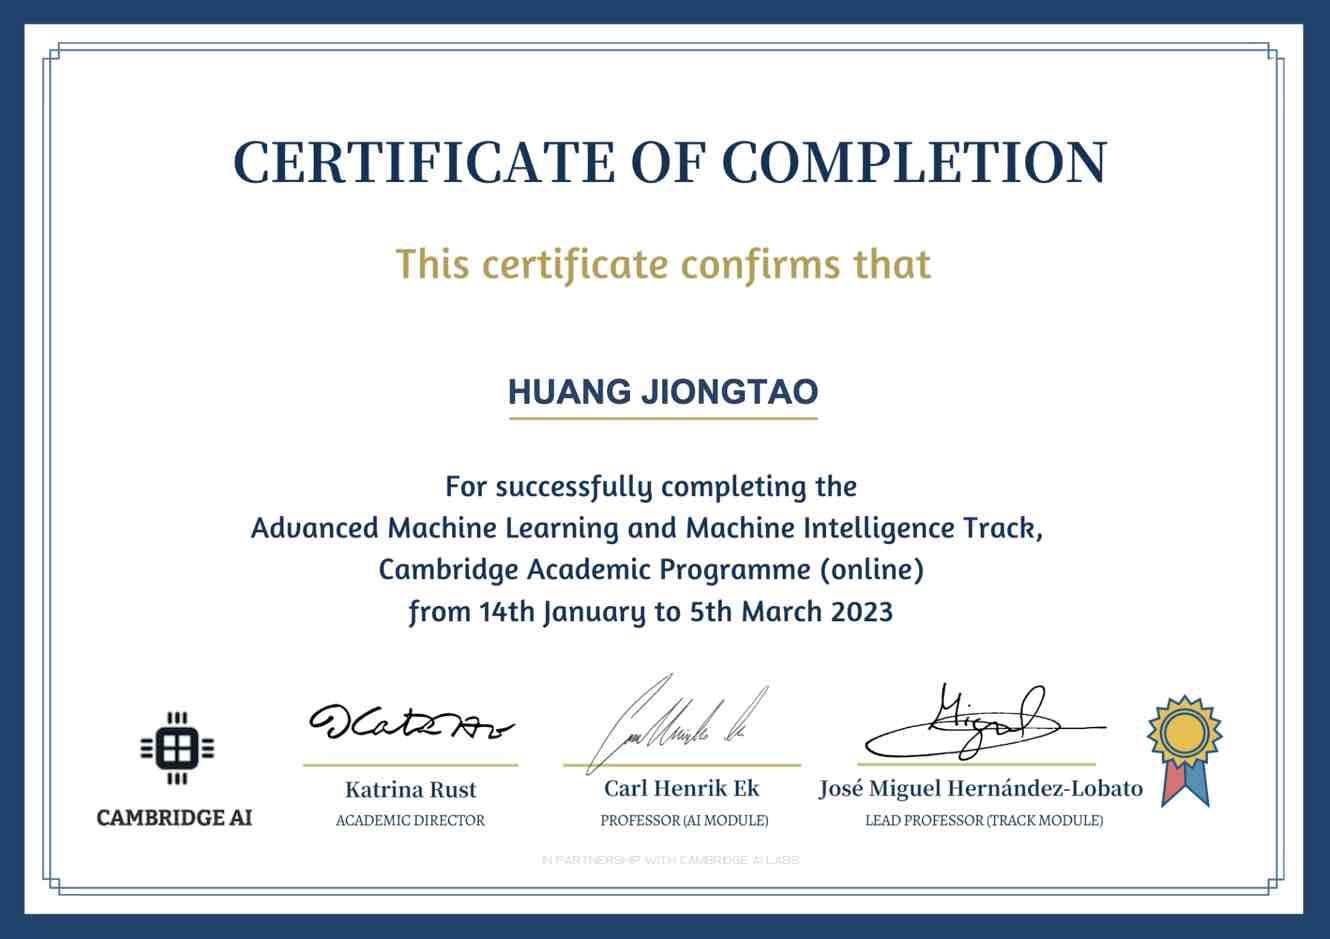 CERTIFICATE OF COMPLETION
This certificate confirms that
HUANG JIONGTAO
For successfully completing the
Advanced Machine Learning and Machine Intelligence Track,
Cambridge Academic Programme (online)
from 14th January to 5th March 2023
CAMBRIDGE AI
Katrina Rust
ACADEMIC DIRECTOR
Carl Henrik Ek
PROFESSOR (AI MODULE)
José Miguel Hernández-Lobato
LEAD PROFESSOR (TRACK MODULE)
IN PARTNERSHIP WITH CAMBRIDGE AI LABS